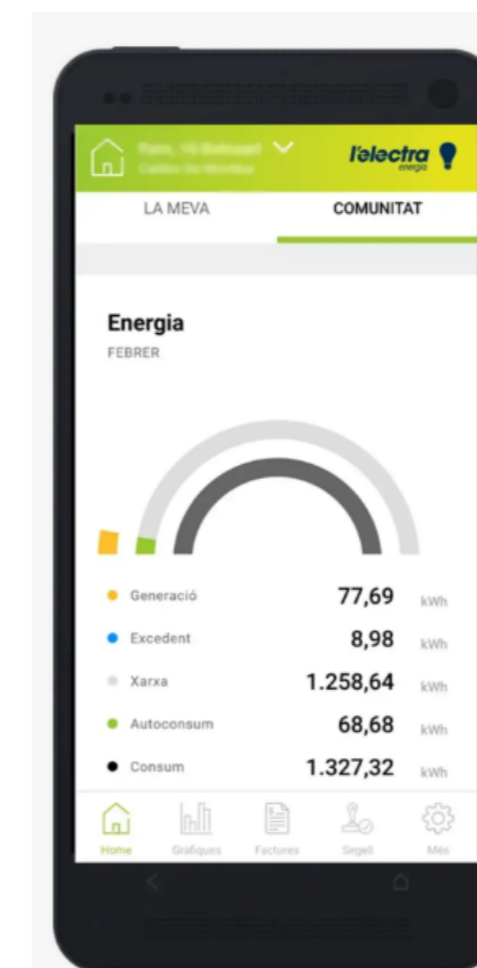 l'electra
energia
LA MEVA COMUNITAT
Energia
FEBRER
Generació 77,69 kWh
Excedent 8,98 kWh
Xarxa 1.258,64 kWh
Autoconsum 68,68 kWh
Consum 1.327,32 kWh
Home Gràfiques Factures Segell Més